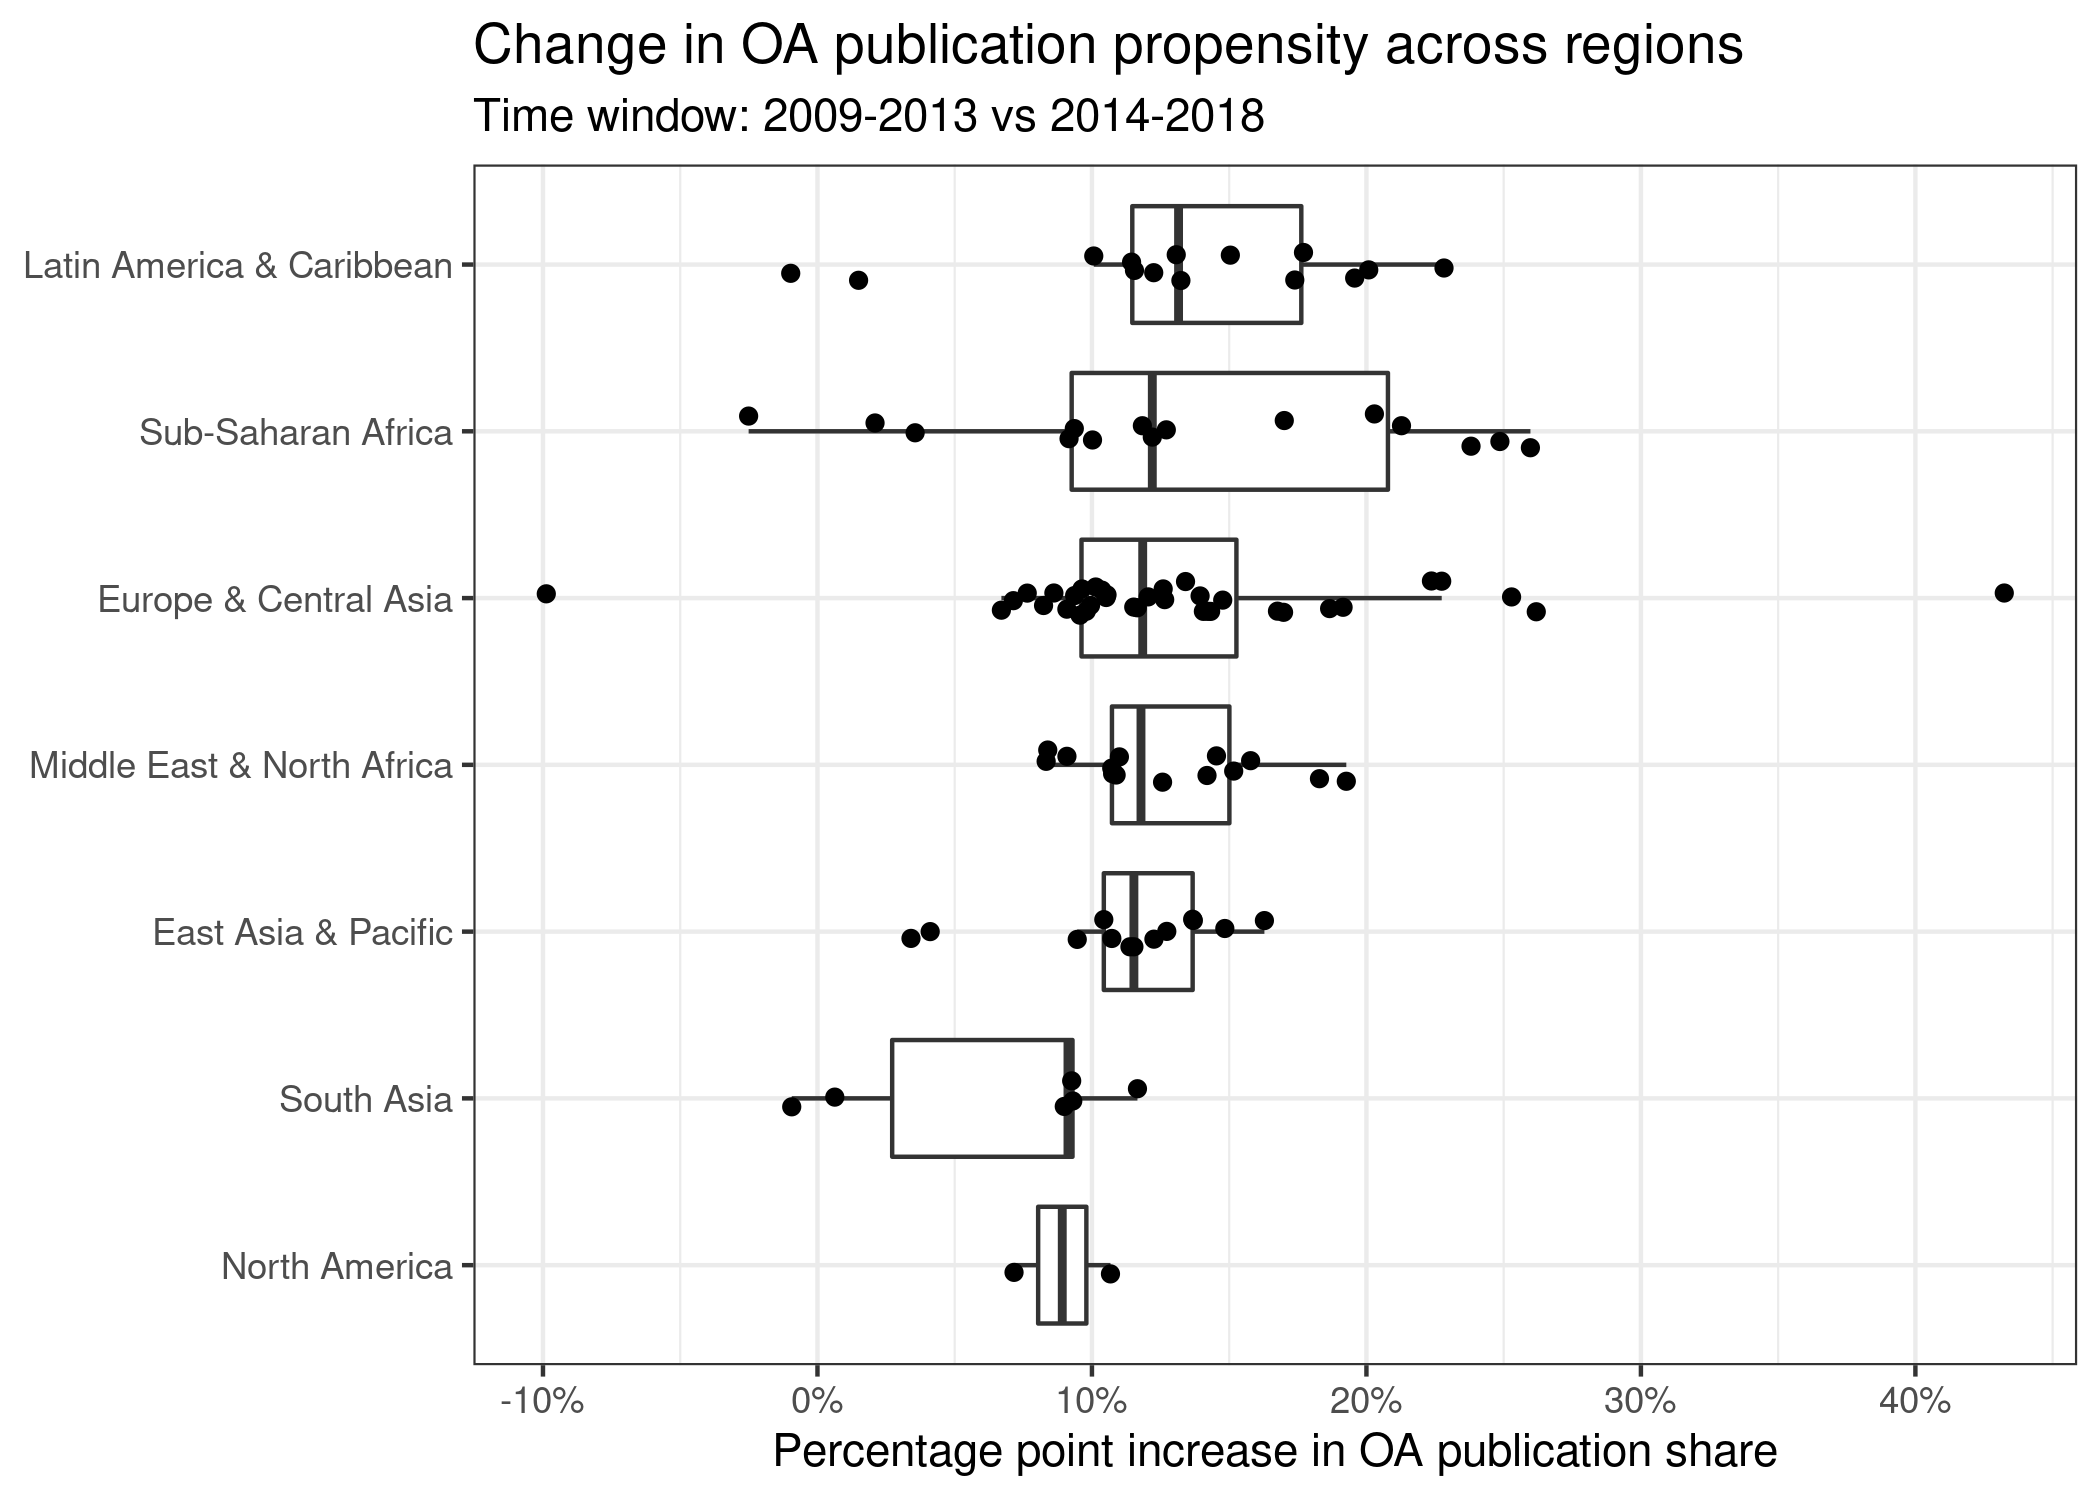 Change in OA publication propensity across regions
Time window: 2009-2013 vs 2014-2018
Latin America & Caribbean
Sub-Saharan Africa
Europe & Central Asia
Middle East & North Africa
East Asia & Pacific
South Asia
North America
-10% 0% 10% 20% 30% 40%
Percentage point increase in OA publication share